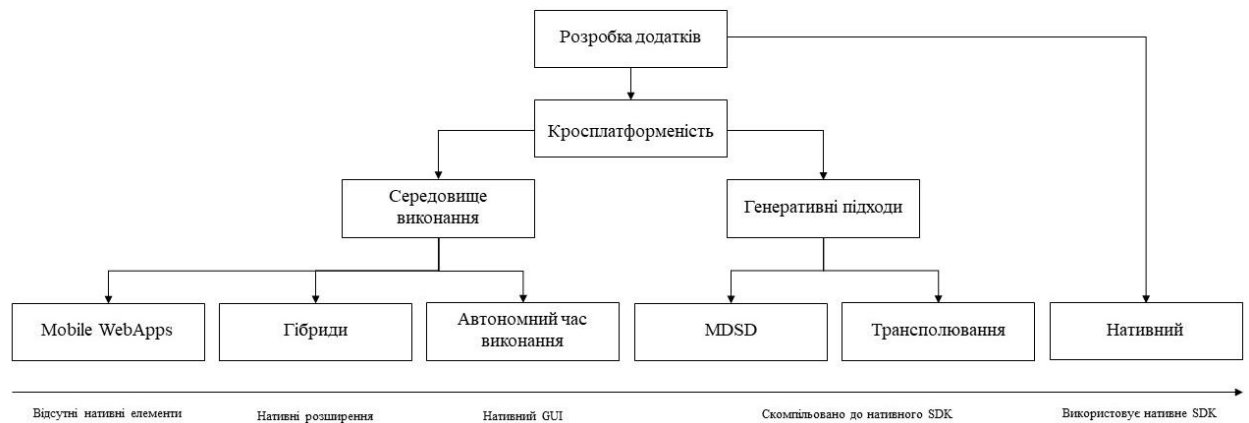 Розробка додатків
Кросплатформеність
Середовище
виконання
Генеративні підходи
Mobile WebApps
Гібриди
Автономний час
виконання
MDSD
Трансполювання
Нативний
Відсутні нативні елементи
Нативні розширення
Нативний GUI
Скомпільовано до нативного SDK
Використовує нативне SDK